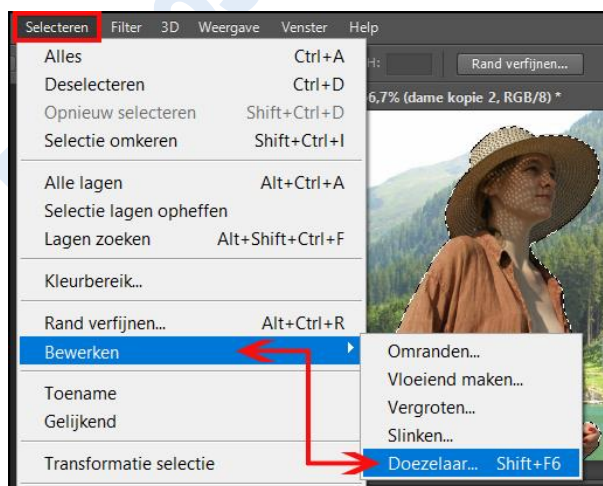 Selecteren Filter 3D Weergave Venster Help
H: Rand verfijnen...
6,7% (dame kopie 2, RGB/8) *
Alles Ctrl+A
Deselecteren Ctrl+D
Opnieuw selecteren Shift+Ctrl+D
Selectie omkeren Shift+Ctrl+I
Alle lagen Alt+Ctrl+A
Selectie lagen opheffen
Lagen zoeken Alt+Shift+Ctrl+F
Kleurbereik...
Rand verfijnen... Alt+Ctrl+R
Bewerken
Toename
Gelijkend
Transformatie selectie
Omranden...
Vloeiend maken...
Vergroten...
Slinken...
Doezelaar... Shift+F6